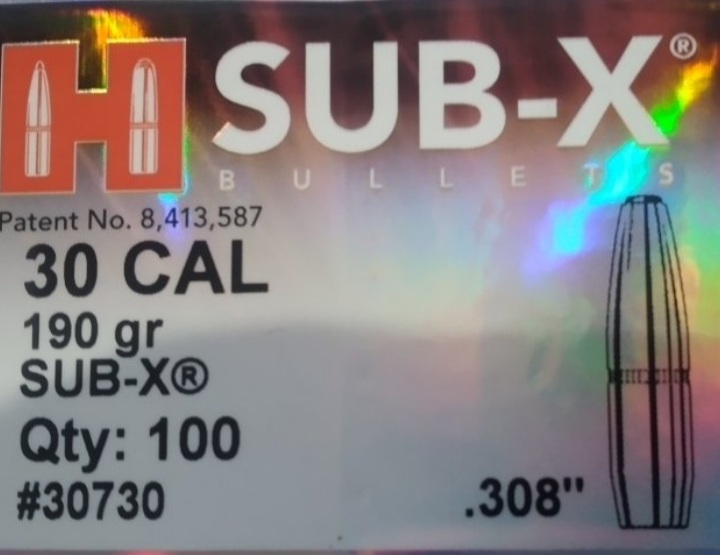 H SUB-X®
BULLETS
Patent No. 8,413,587
30 CAL
190 gr
SUB-X®
Qty: 100
#30730
.308"